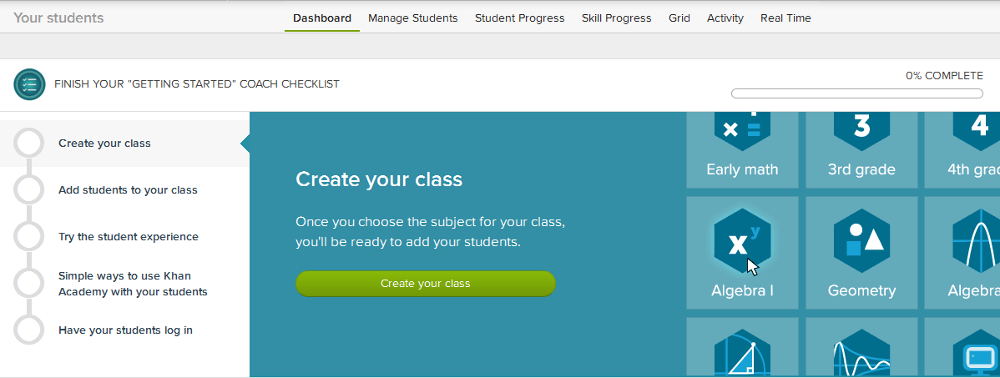 Your students
Dashboard Manage Students Student Progress Skill Progress Grid Activity Real Time
FINISH YOUR "GETTING STARTED" COACH CHECKLIST
0% COMPLETE
Create your class
Add students to your class
Try the student experience
Simple ways to use Khan
Academy with your students
Have your students log in
Create your class
Once you choose the subject for your class,
you'll be ready to add your students.
Create your class
x =
3
4
Early math
3rd grade
4th grad
x y
Algebra I
Geometry
Algebra